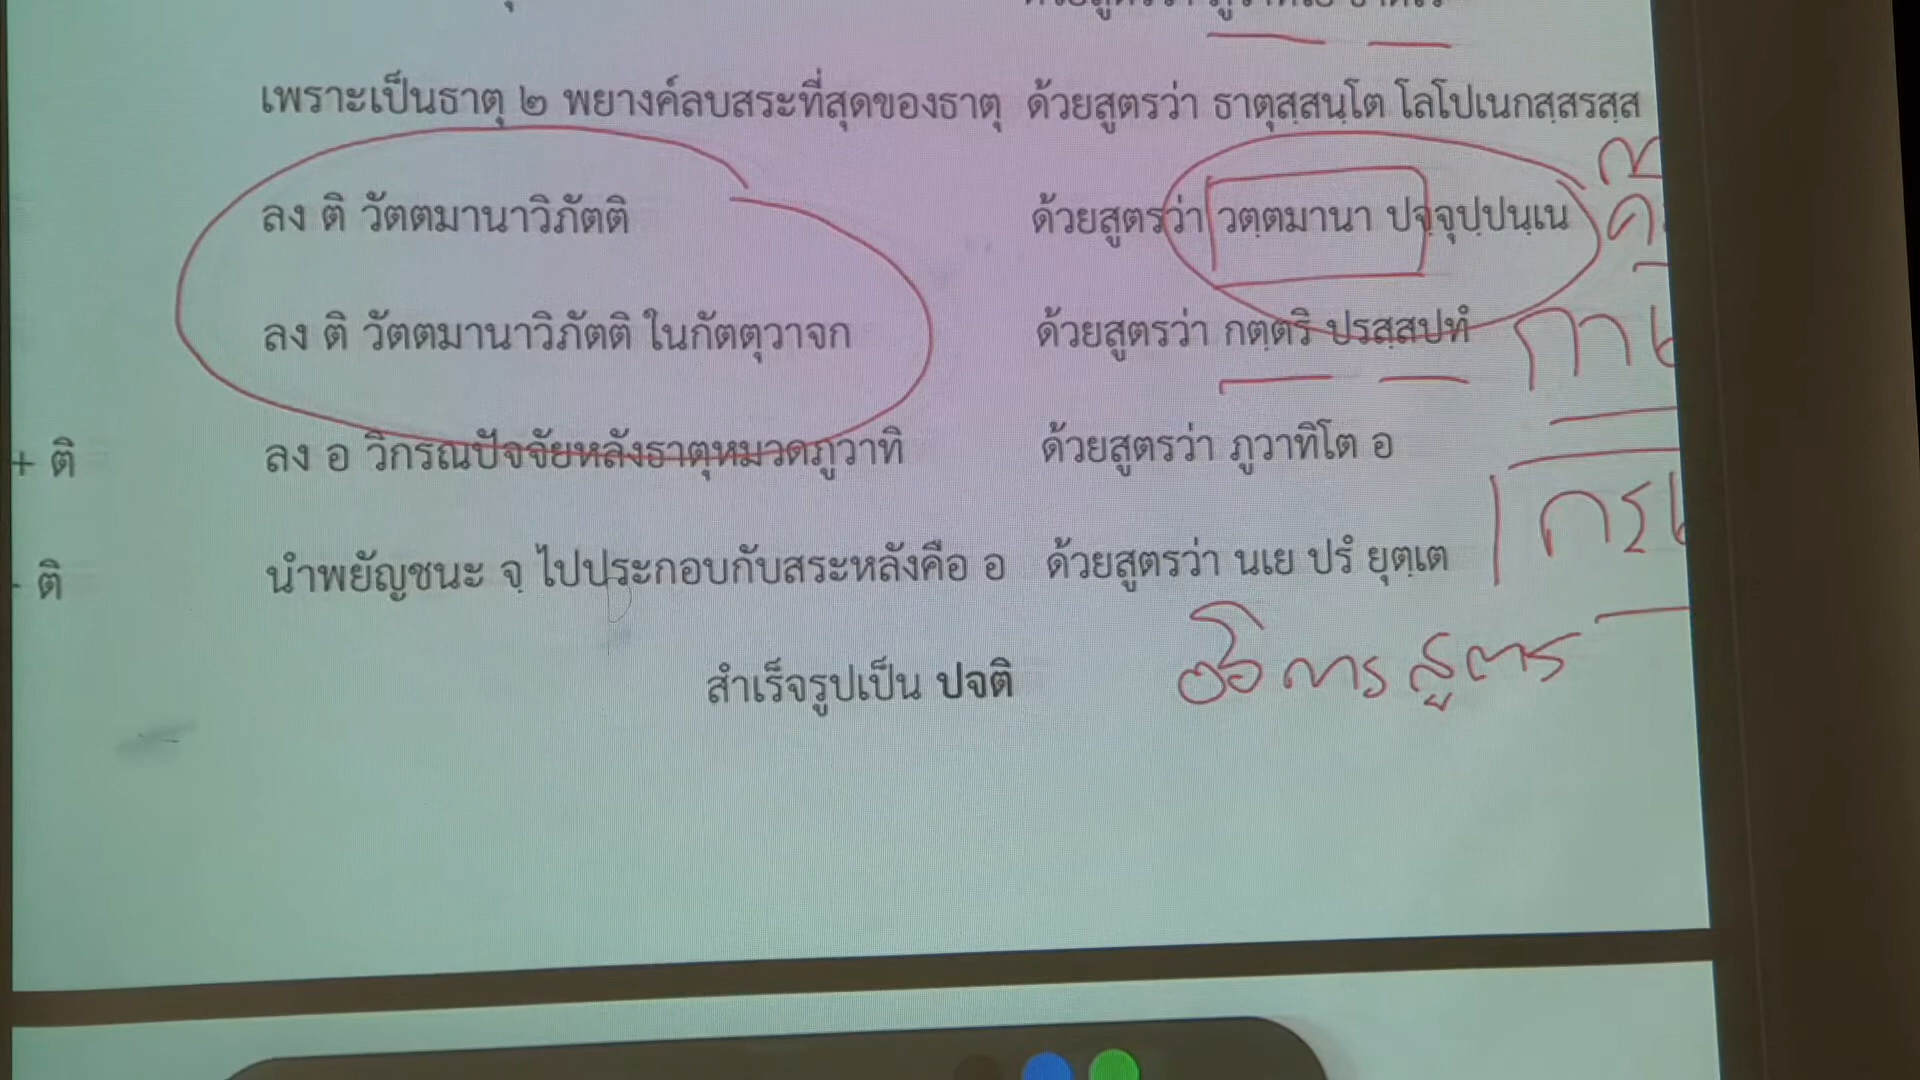 เพราะเป็นธาตุ ๒ พยางค์ลบสระที่สุดของธาตุ ด้วยสูตรว่า ธาตุสฺสนฺโต โลโปเนกสฺสรสฺส
ลง ติ วัตตมานาวิภัตติ ด้วยสูตรว่า วตฺตมานา ปจฺจุปฺปนฺเน
ลง ติ วัตตมานาวิภัตติ ในกัตตุวาจก ด้วยสูตรว่า กตฺตริ ปรสฺสปทํ
+ ติ ลง อ วิกรณปัจจัยหลังธาตุหมวดภูวาทิ ด้วยสูตรว่า ภูวาทิโต อ
ติ นำพยัญชนะ จฺ ไปประกอบกับสระหลังคือ อ ด้วยสูตรว่า นเย ปรํ ยุตฺเต
สำเร็จรูปเป็น ปจติ
อธิการสูตร